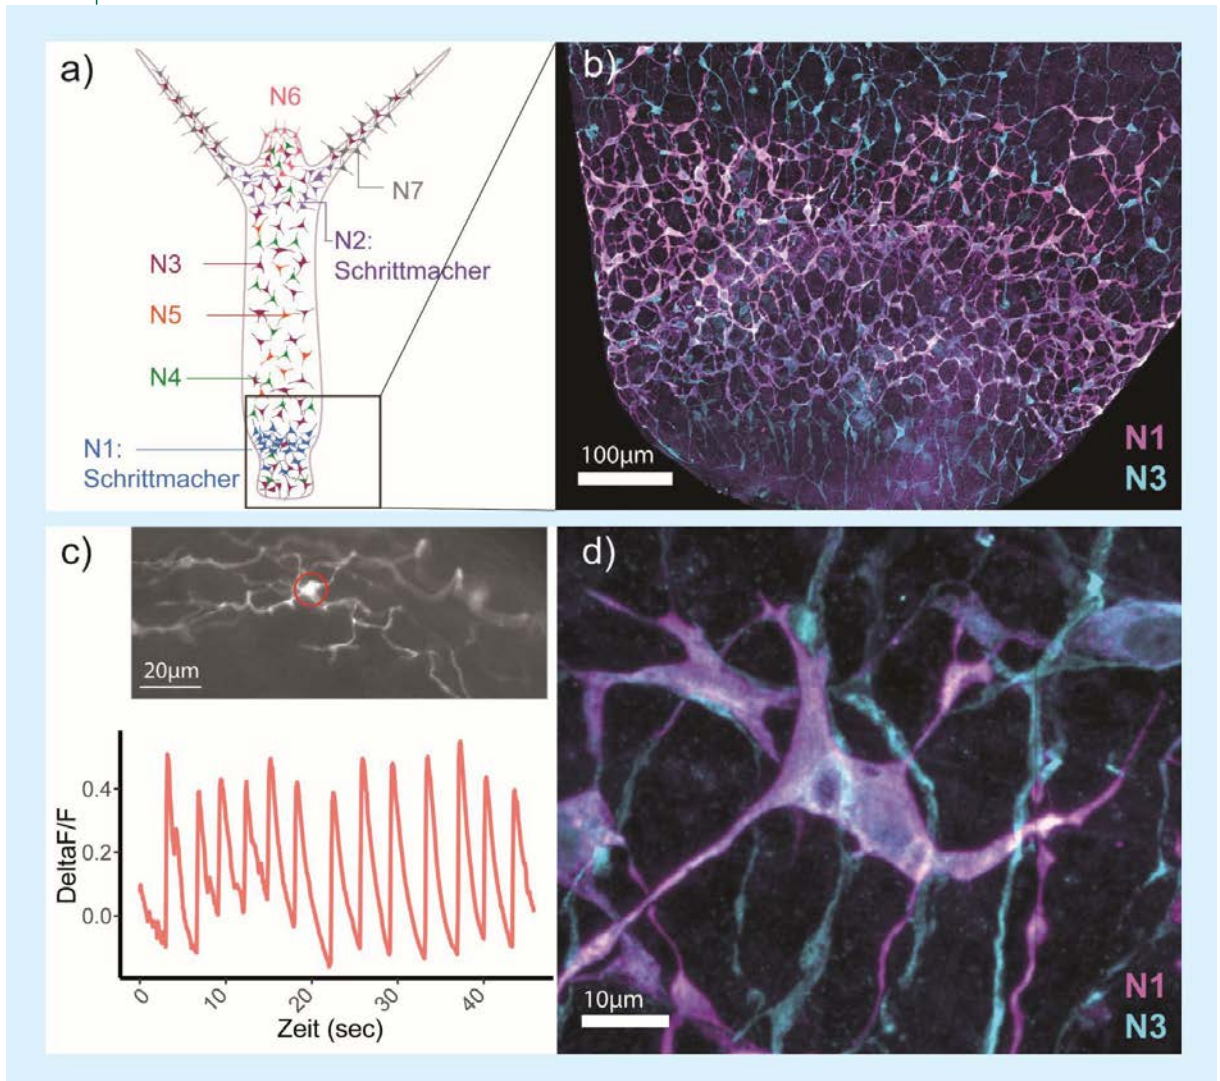 a)
N6
N7
N2:
Schrittmacher
N3
N5
N4
N1:
Schrittmacher
b)
100µm
N1
N3
c)
20µm
DeltaF/F
0.4
0.2
0.0
0
10
20
30
40
Zeit (sec)
d)
10µm
N1
N3